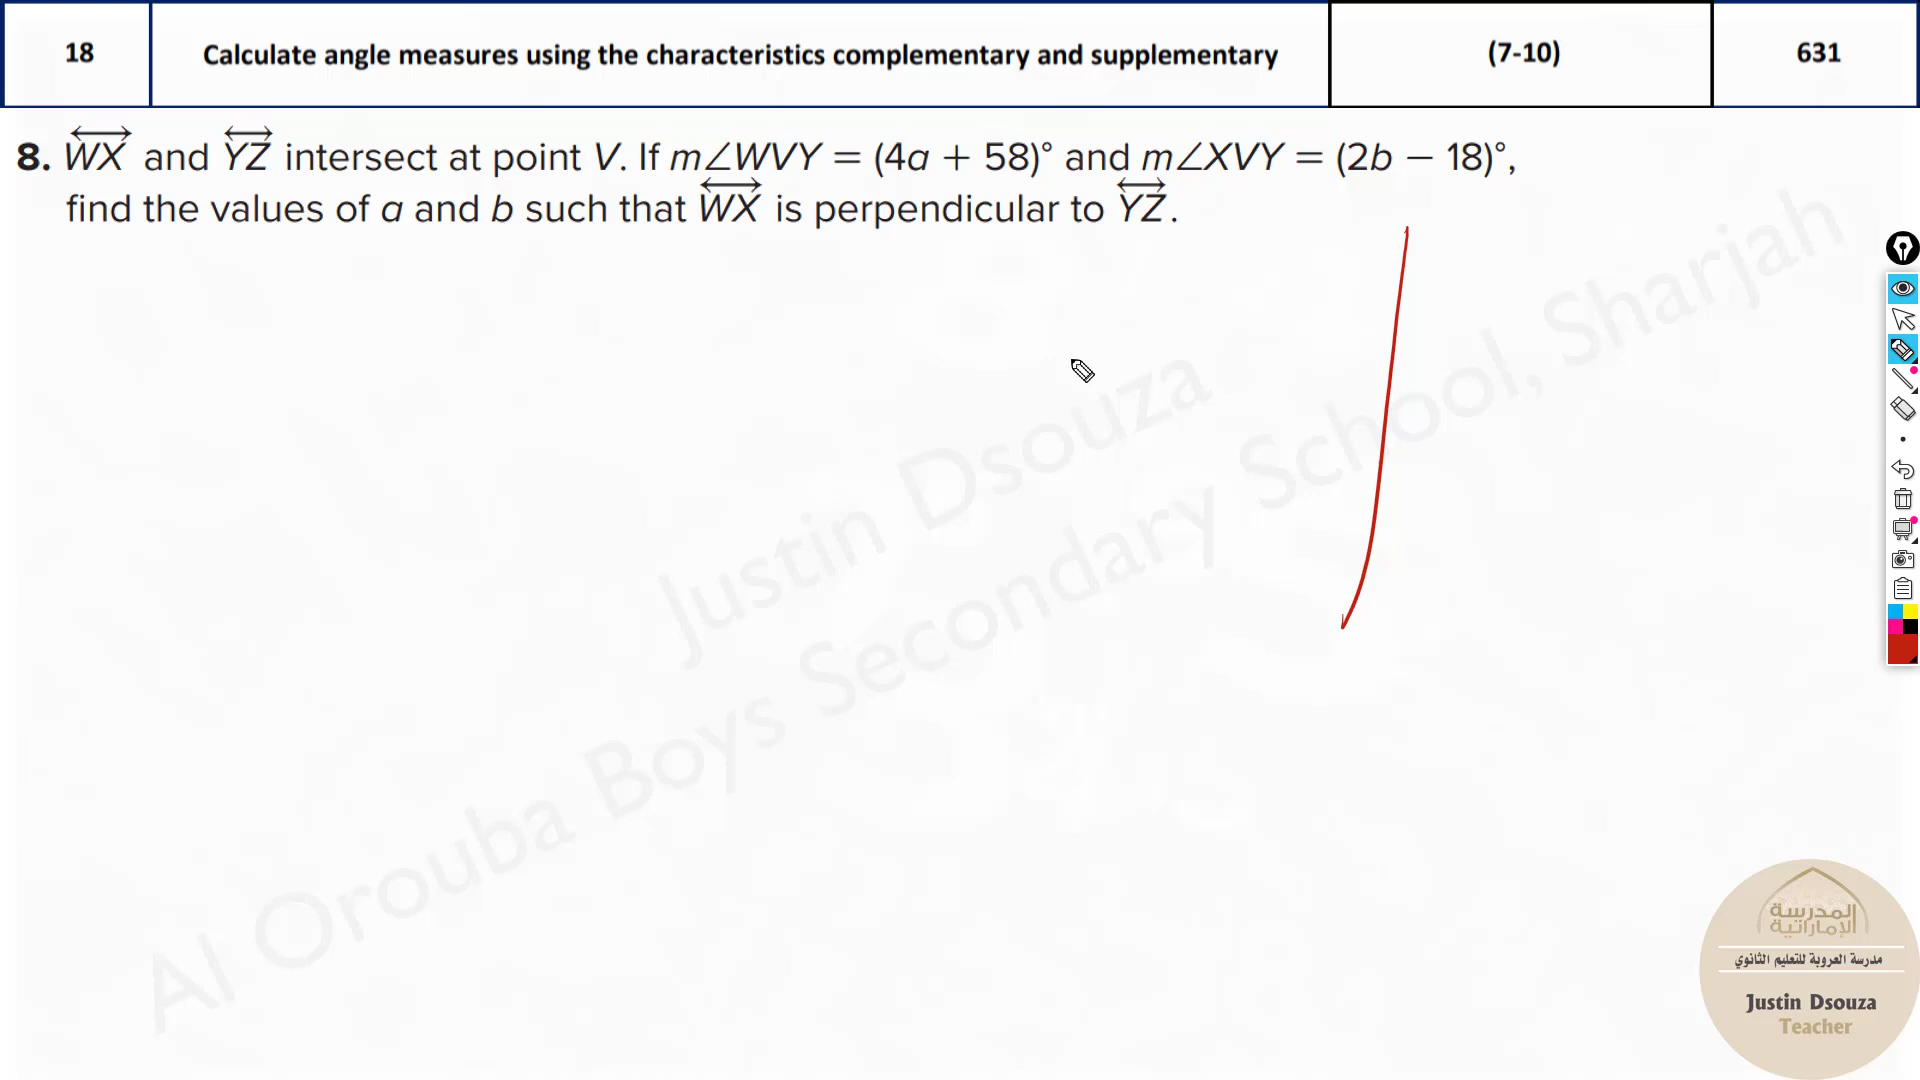 18 Calculate angle measures using the characteristics complementary and supplementary (7-10) 631
8. WX and YZ intersect at point V. If m∠WVY = (4a + 58)° and m∠XVY = (2b − 18)°,
find the values of a and b such that WX is perpendicular to YZ.
Justin Dsouza
Al Orouba Boys Secondary School, Sharjah
المدرسة
الإماراتية
مدرسة العروبة للتعليم الثانوي
Justin Dsouza
Teacher